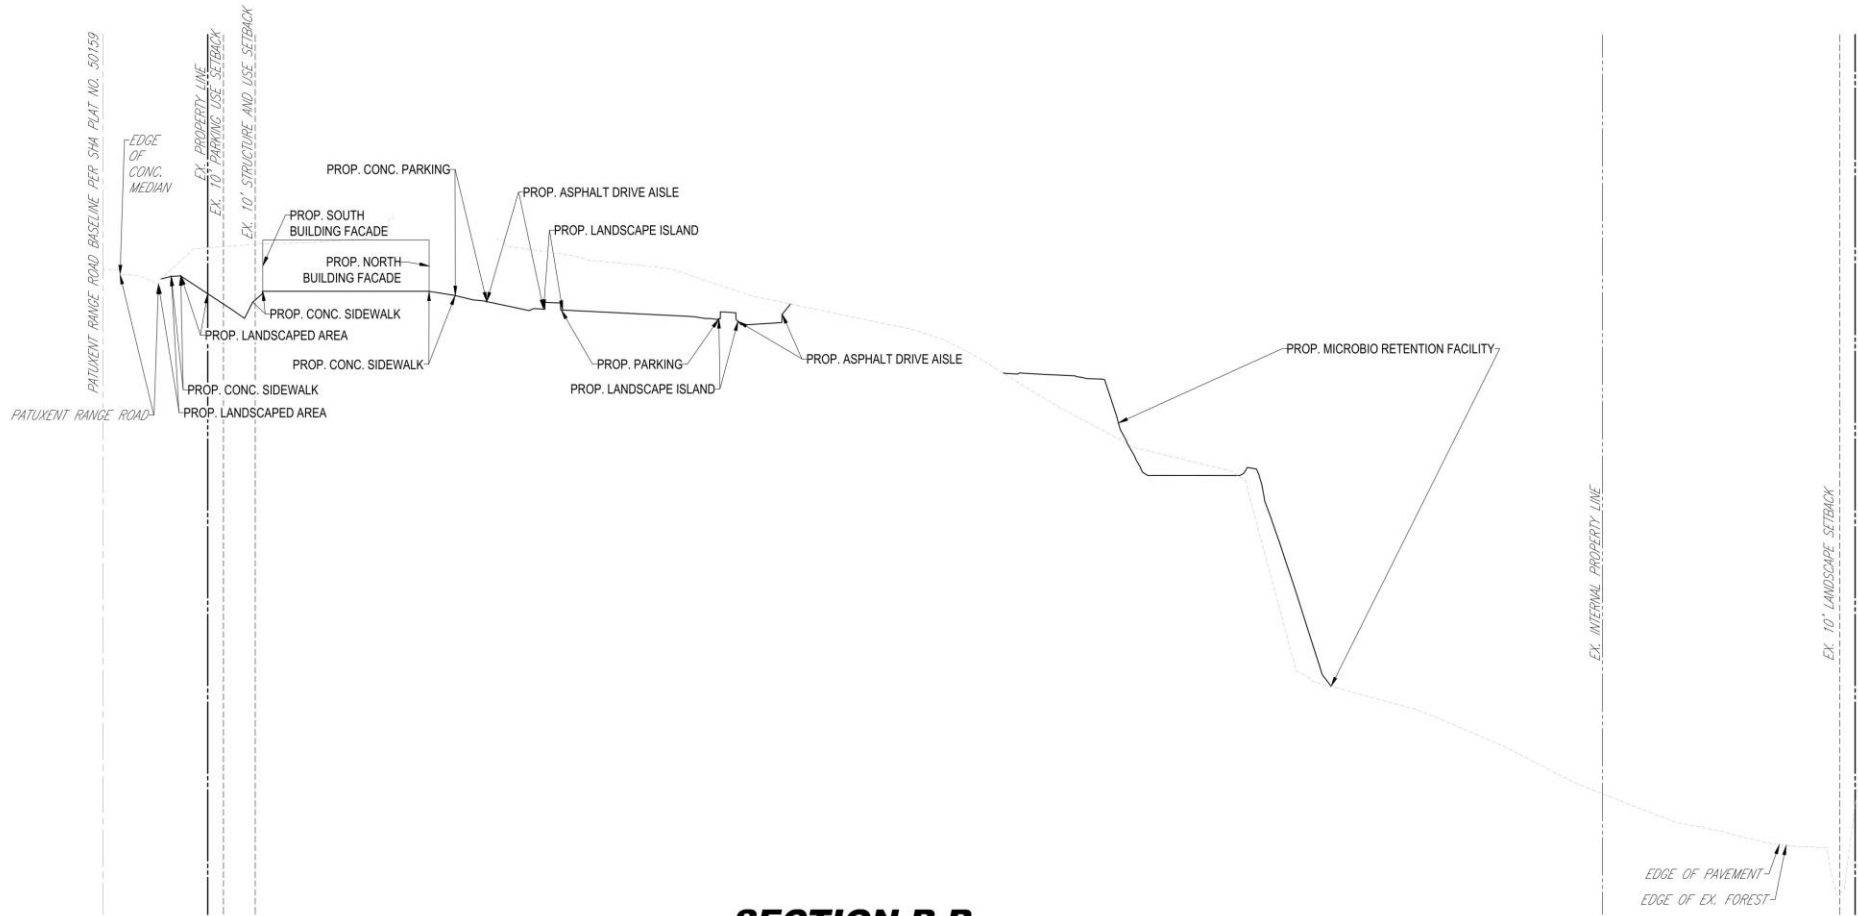 PATUXENT RANGE ROAD BASELINE PER SHA PLAT NO. 50159
EX. PROPERTY LINE
EX. 10' PARKING USE SETBACK
EX. 10' STRUCTURE AND USE SETBACK
EDGE
OF
CONC.
MEDIAN
PROP. CONC. PARKING
PROP. ASPHALT DRIVE AISLE
PROP. SOUTH
BUILDING FACADE
PROP. LANDSCAPE ISLAND
PROP. NORTH
BUILDING FACADE
PROP. CONC. SIDEWALK
PROP. LANDSCAPED AREA
PROP. CONC. SIDEWALK
PROP. PARKING
PROP. ASPHALT DRIVE AISLE
PROP. MICROBIO RETENTION FACILITY
PROP. CONC. SIDEWALK
PROP. LANDSCAPE ISLAND
PATUXENT RANGE ROAD
PROP. LANDSCAPED AREA
EX. INTERNAL PROPERTY LINE
EX. 10' LANDSCAPE SETBACK
EDGE OF PAVEMENT
EDGE OF EX. FOREST
SECTION B-B